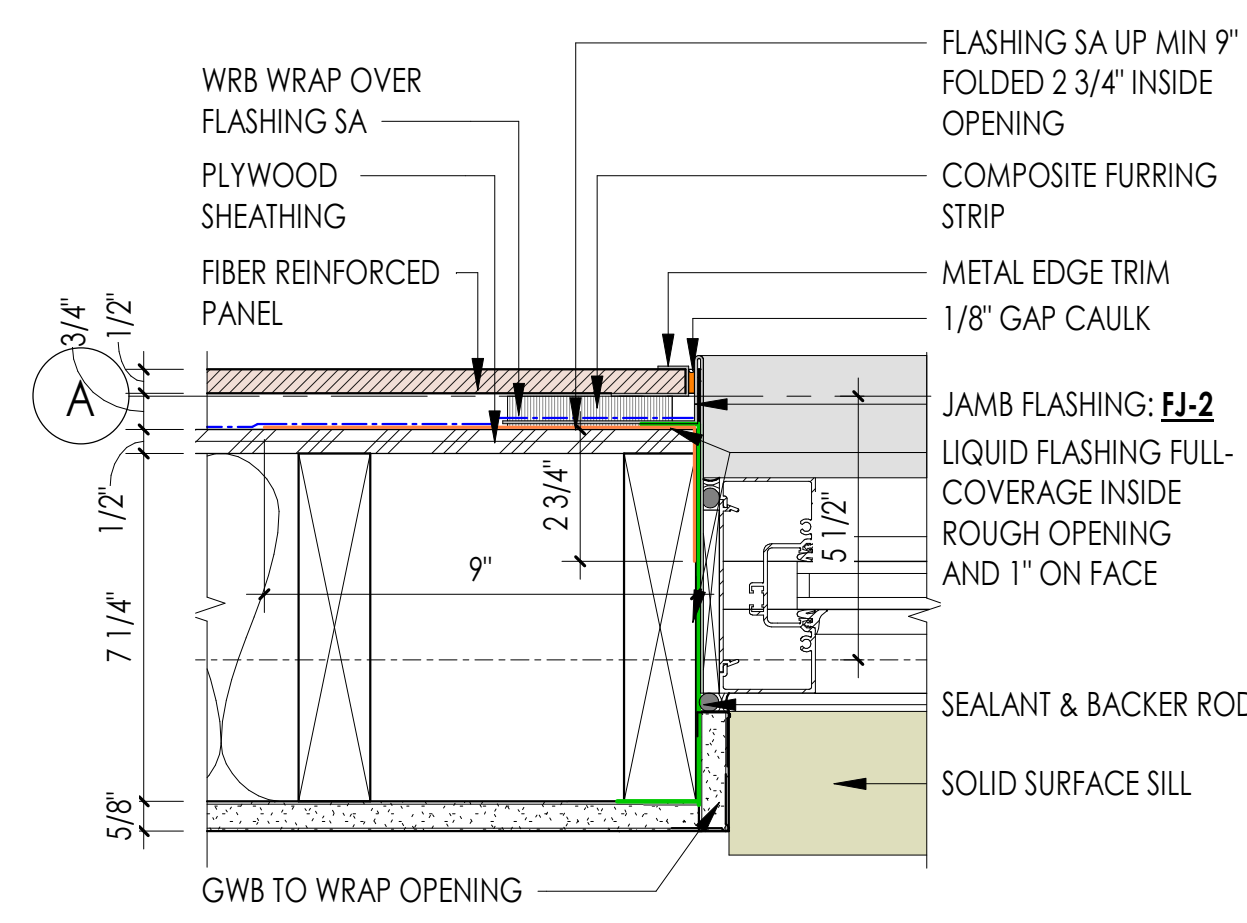 FLASHING SA UP MIN 9"
FOLDED 2 3/4" INSIDE
OPENING
WRB WRAP OVER
FLASHING SA
PLYWOOD
SHEATHING
COMPOSITE FURRING
STRIP
FIBER REINFORCED
PANEL
METAL EDGE TRIM
1/8" GAP CAULK
3/4"
1/2"
A
JAMB FLASHING: FJ-2
LIQUID FLASHING FULL-
COVERAGE INSIDE
ROUGH OPENING
AND 1" ON FACE
1/2"
2 3/4"
5 1/2"
9"
7 1/4"
SEALANT & BACKER ROD
SOLID SURFACE SILL
5/8"
GWB TO WRAP OPENING